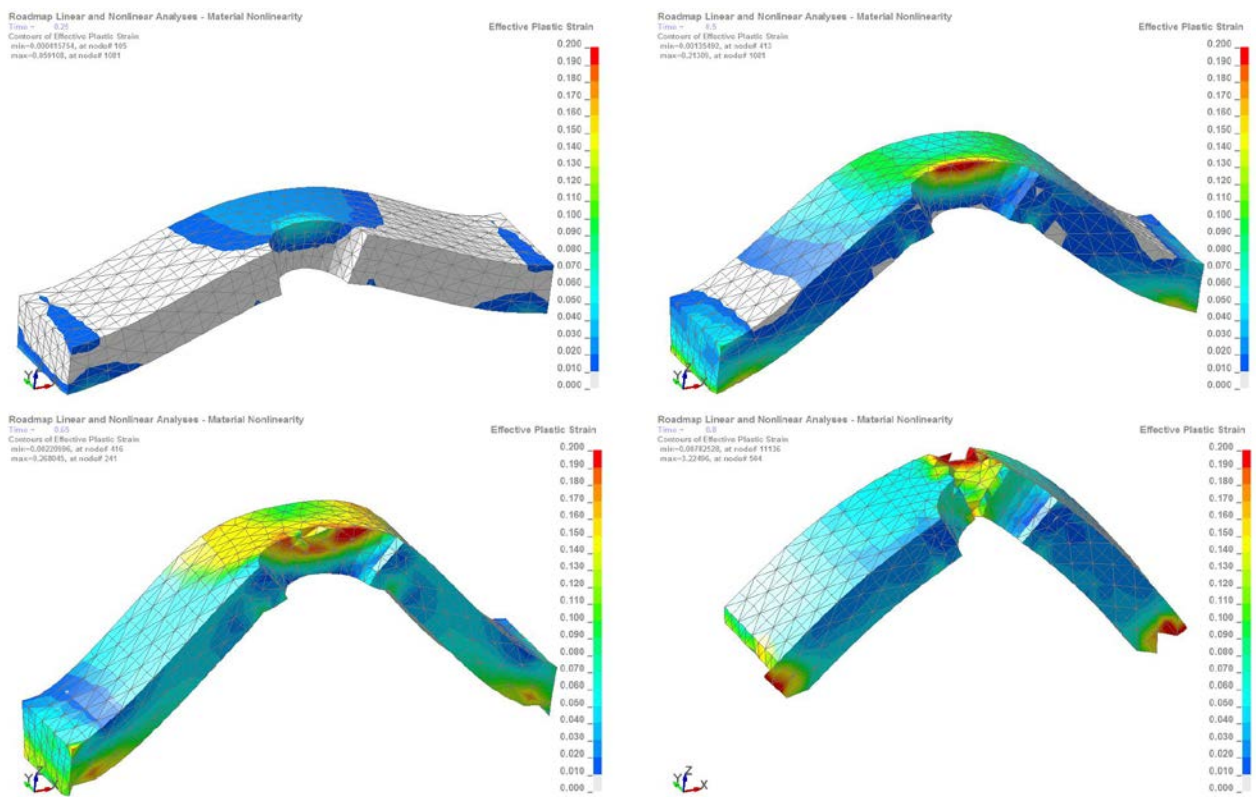 Roadmap Linear and Nonlinear Analyses - Material Nonlinearity
Time = 0.25
Contours of Effective Plastic Strain
min=0.000415754, at node# 105
max=0.059108, at node# 1081
Effective Plastic Strain
0.200
0.190
0.180
0.170
0.160
0.150
0.140
0.130
0.120
0.110
0.100
0.090
0.080
0.070
0.060
0.050
0.040
0.030
0.020
0.010
0.000
Y
Roadmap Linear and Nonlinear Analyses - Material Nonlinearity
Time = 0.5
Contours of Effective Plastic Strain
min=0.00135492, at node# 413
max=0.21309, at node# 1081
Effective Plastic Strain
0.200
0.190
0.180
0.170
0.160
0.150
0.140
0.130
0.120
0.110
0.100
0.090
0.080
0.070
0.060
0.050
0.040
0.030
0.020
0.010
0.000
Y Z X
Roadmap Linear and Nonlinear Analyses - Material Nonlinearity
Time = 0.65
Contours of Effective Plastic Strain
min=0.00220996, at node# 416
max=0.268045, at node# 241
Effective Plastic Strain
0.200
0.190
0.180
0.170
0.160
0.150
0.140
0.130
0.120
0.110
0.100
0.090
0.080
0.070
0.060
0.050
0.040
0.030
0.020
0.010
0.000
Z
Y X
Roadmap Linear and Nonlinear Analyses - Material Nonlinearity
Time = 0.8
Contours of Effective Plastic Strain
min=0.00782528, at node# 11136
max=3.22496, at node# 504
Effective Plastic Strain
0.200
0.190
0.180
0.170
0.160
0.150
0.140
0.130
0.120
0.110
0.100
0.090
0.080
0.070
0.060
0.050
0.040
0.030
0.020
0.010
0.000
Z
Y X